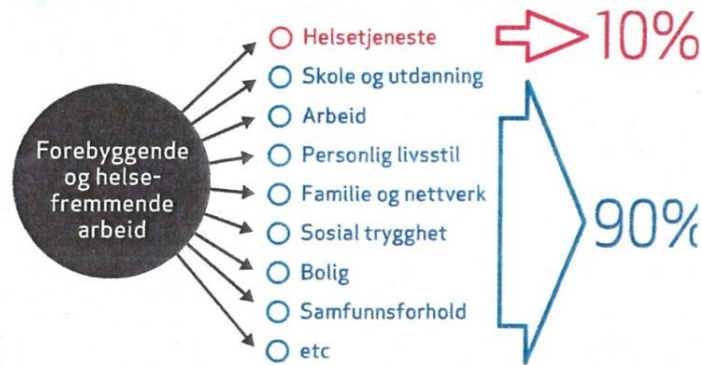 Forebyggende
og helse-
fremmende
arbeid
Helsetjeneste
Skole og utdanning
Arbeid
Personlig livsstil
Familie og nettverk
Sosial trygghet
Bolig
Samfunnsforhold
etc
10%
90%